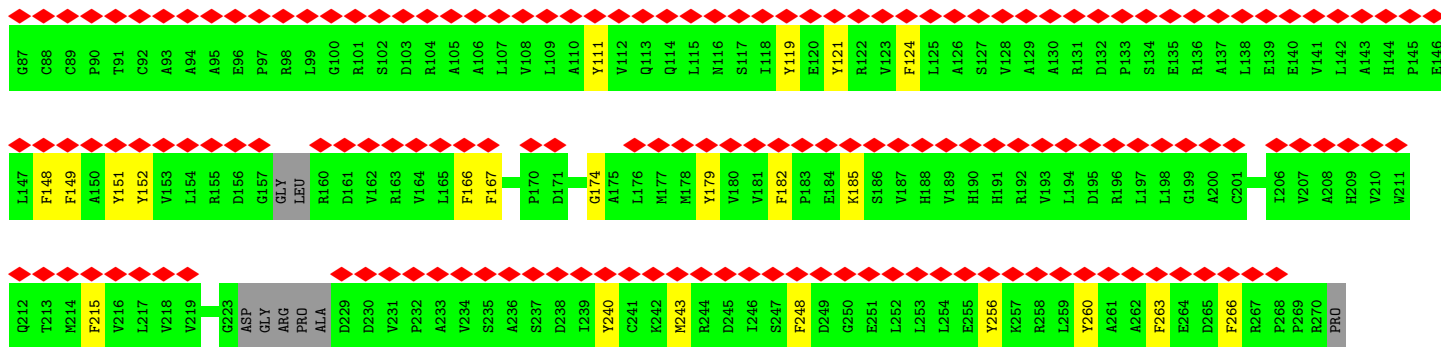 G87 C88 C89 P90 T91 C92 A93 A94 A95 E96 P97 R98 L99 G100 R101 S102 D103 R104 A105 A106 L107 V108 L109 A110 Y111 V112 Q113 Q114 L115 N116 S117 I118 Y119 E120 Y121 R122 V123 F124 L125 A126 S127 V128 A129 A130 R131 D132 P133 S134 E135 R136 A137 L138 E139 E140 V141 L142 A143 H144 P145 E146
L147 F148 F149 A150 Y151 Y152 V153 L154 R155 D156 G157 GLY LEU R160 D161 V162 R163 V164 L165 F166 F167 P170 D171 G174 A175 L176 M177 M178 Y179 V180 V181 F182 P183 E184 K185 S186 V187 H188 V189 H190 H191 R192 V193 L194 D195 R196 L197 L198 G199 A200 C201 I206 V207 A208 H209 V210 W211
Q212 T213 M214 F215 V216 L217 V218 V219 G223 ASP GLY ARG PRO ALA D229 D230 V231 P232 A233 V234 S235 A236 S237 D238 I239 Y240 C241 K242 M243 R244 D245 I246 S247 F248 D249 G250 E251 L252 L253 L254 E255 Y256 K257 R258 L259 Y260 A261 A262 F263 E264 D265 F266 R267 P268 P269 R270 PRO